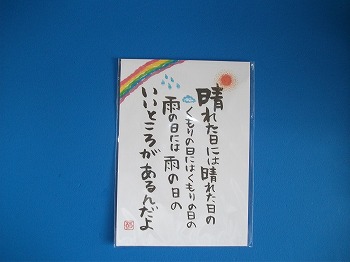 晴れた日には晴れた日の
くもりの日にはくもりの日の
雨の日には雨の日の
いいところがあるんだよ